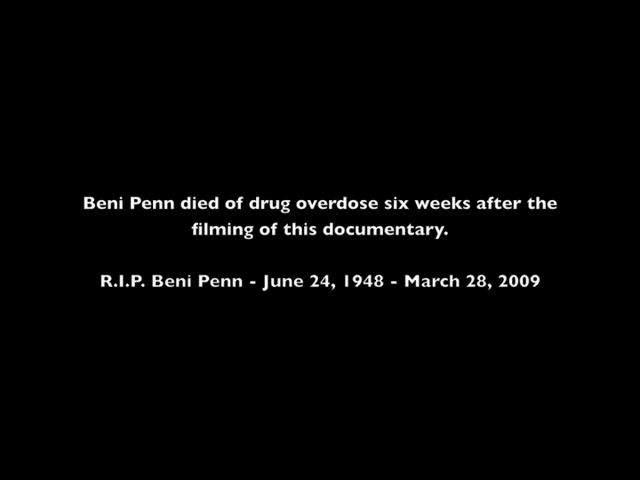 Beni Penn died of drug overdose six weeks after the
filming of this documentary.
R.I.P. Beni Penn - June 24, 1948 - March 28, 2009